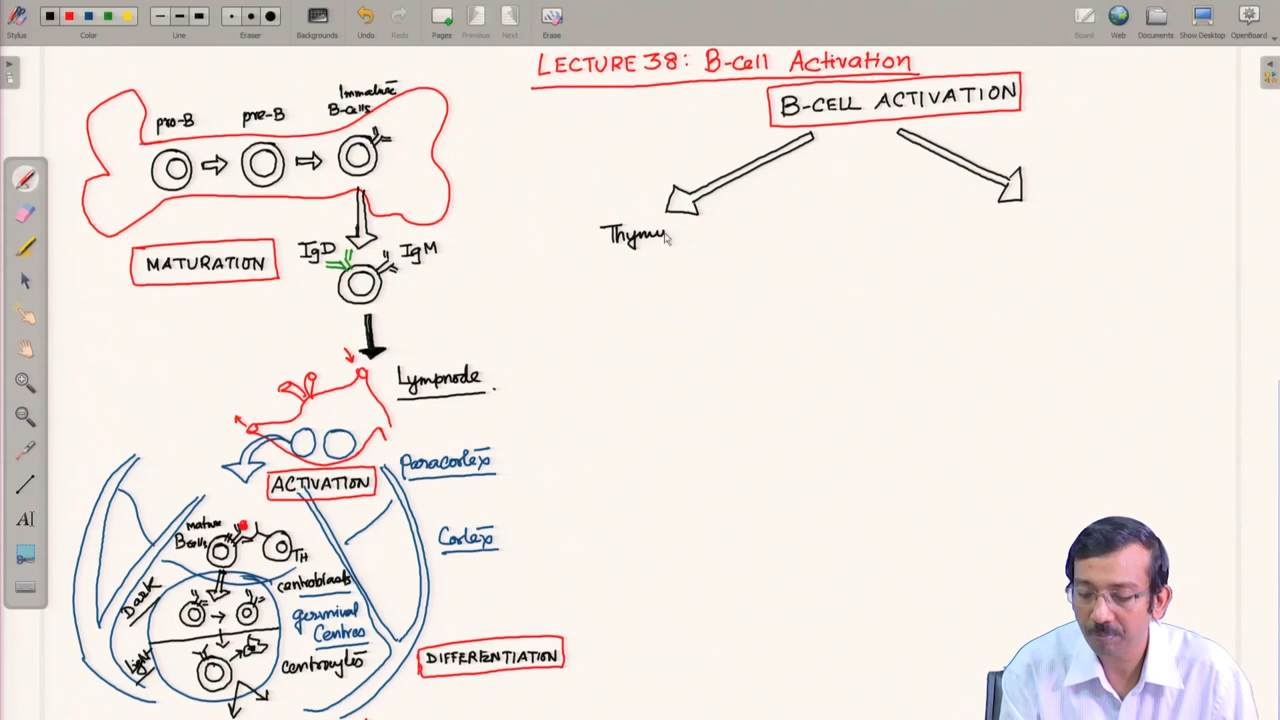 Stylus
Color
Line
Eraser
Backgrounds
Undo
Redo
Pages
Previous
Next
Erase
Board
Web
Documents
Show Desktop
OpenBoard
LECTURE 38: B-cell Activation
B-CELL ACTIVATION
Thymu
pro-B
pre-B
Immature
B-cells
MATURATION
IgD
IgM
Lympnode
Paracortex
ACTIVATION
Cortex
mature
B cells
TH
Dark
centroblasts
germinal
Centres
Light
centrocytes
DIFFERENTIATION
AI